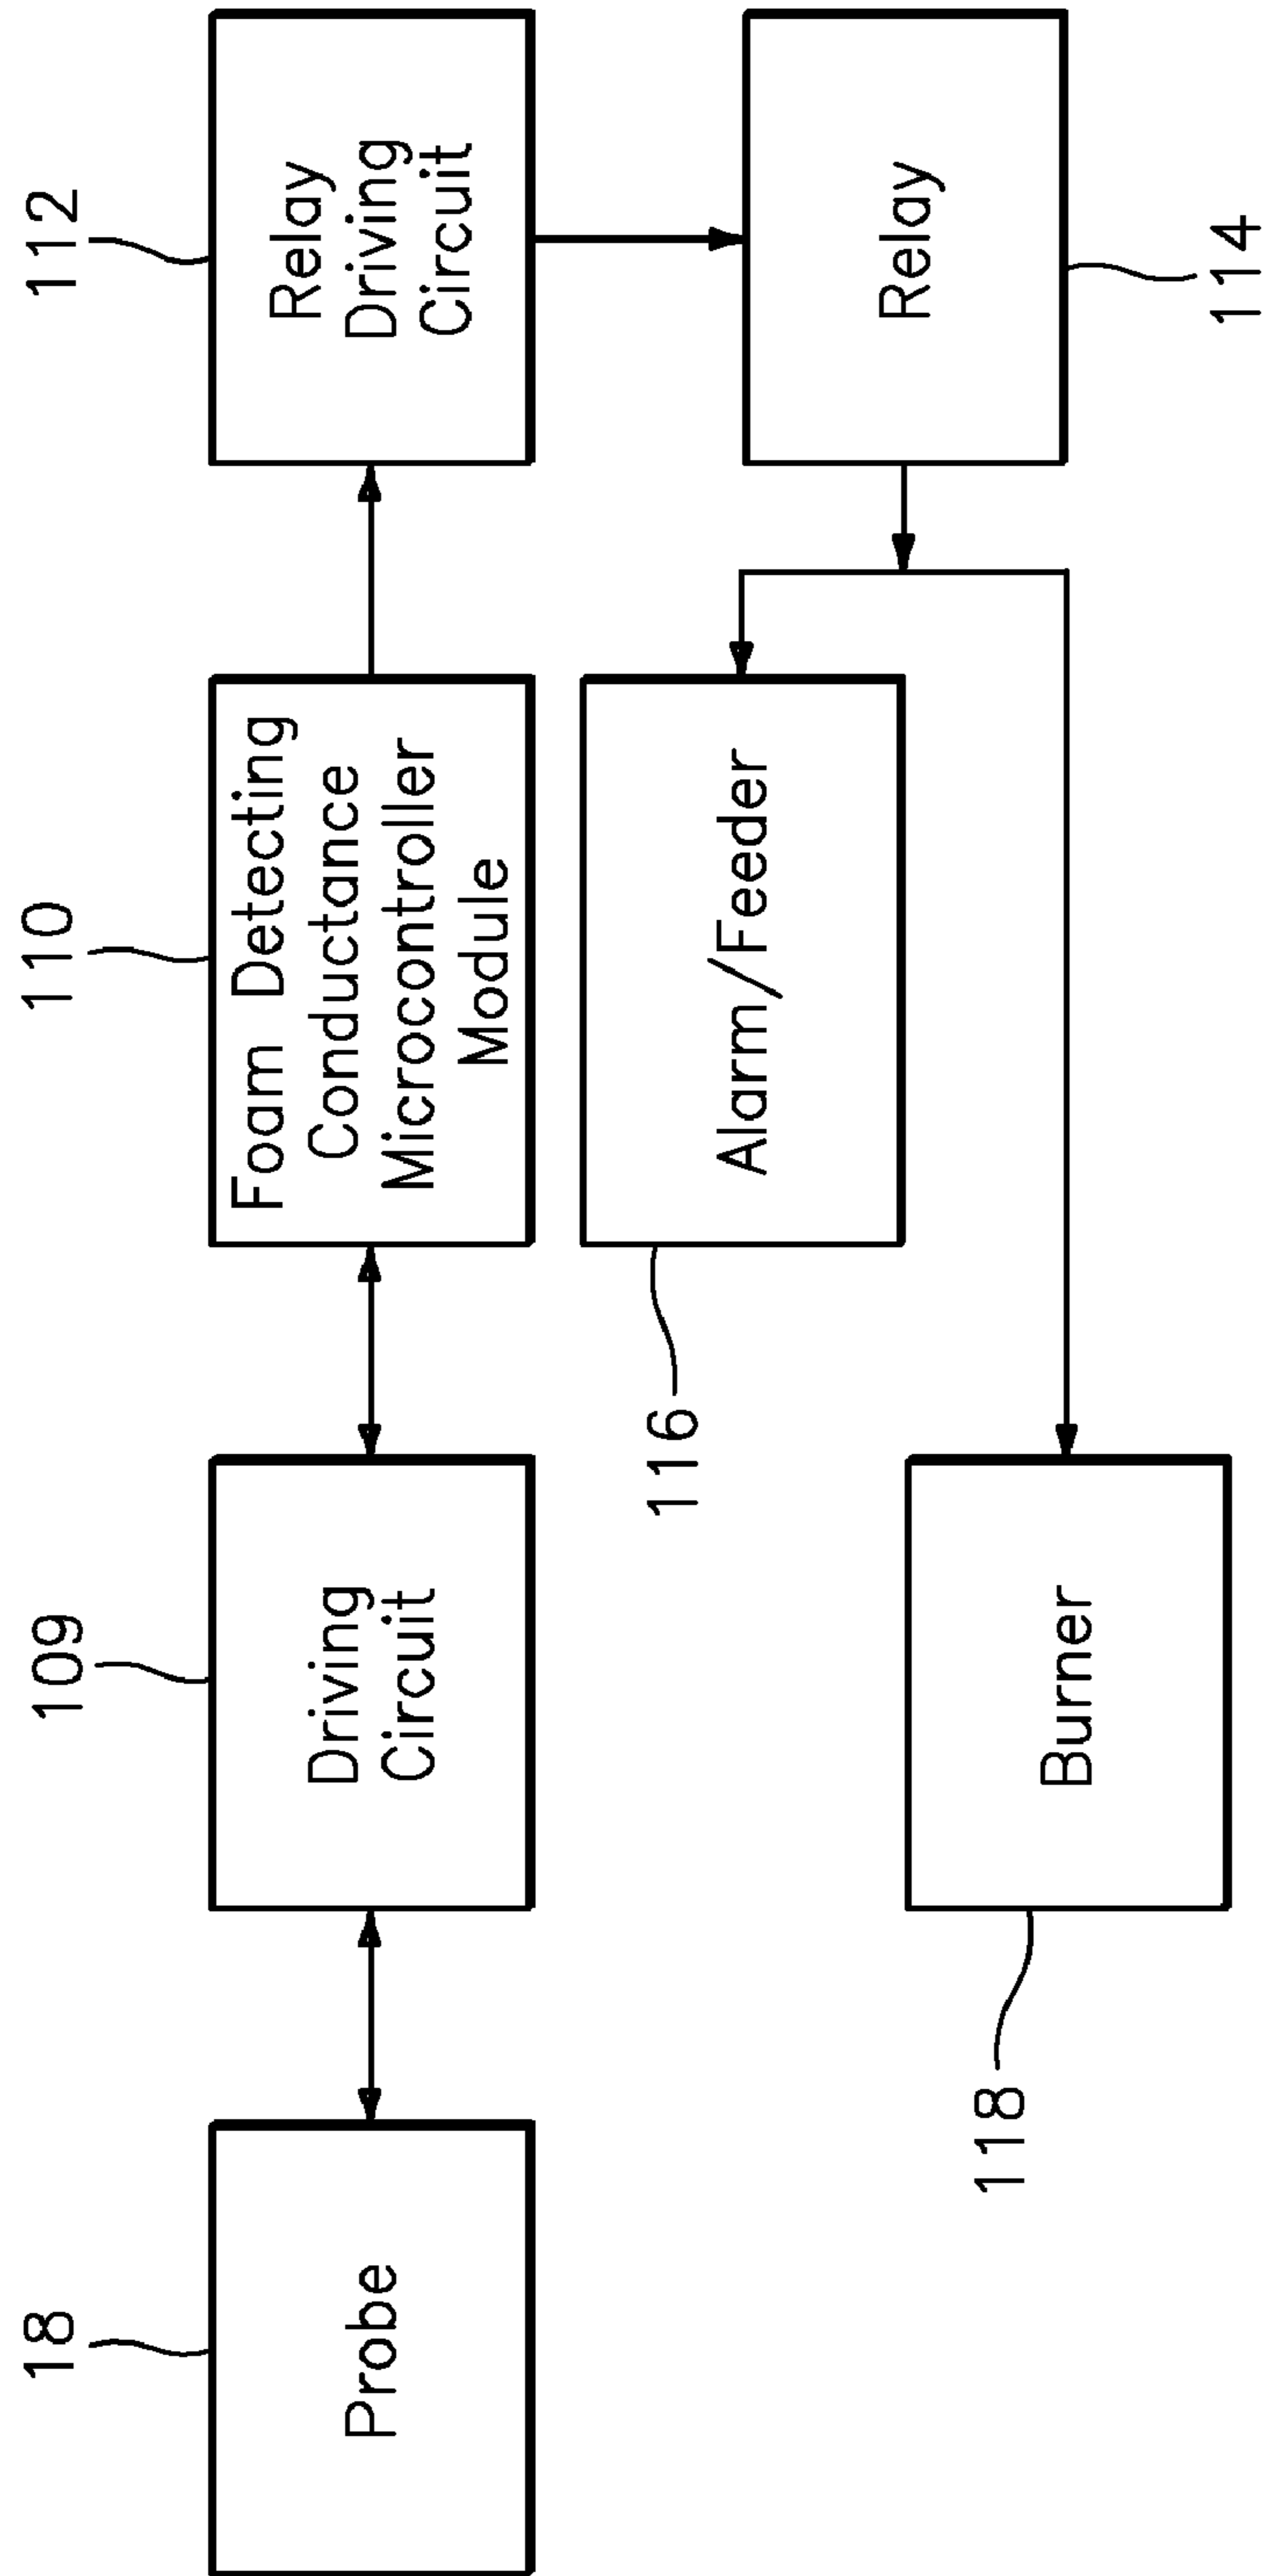 18
109
110
112
Probe
Driving
Circuit
Foam Detecting
Conductance
Microcontroller
Module
Relay
Driving
Circuit
116
Alarm/Feeder
Relay
118
Burner
114